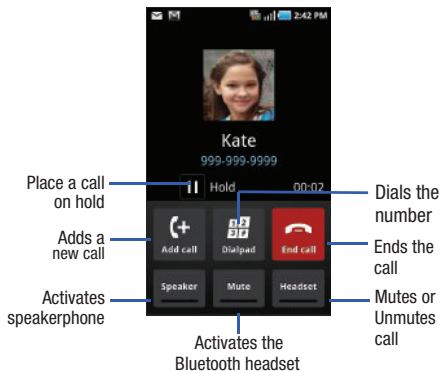 2:42 PM
Kate
999-999-9999
Hold 00:02
Add call
Dialpad
End call
Speaker
Mute
Headset
Place a call
on hold
Adds a
new call
Activates
speakerphone
Dials the
number
Ends the
call
Mutes or
Unmutes
call
Activates the
Bluetooth headset